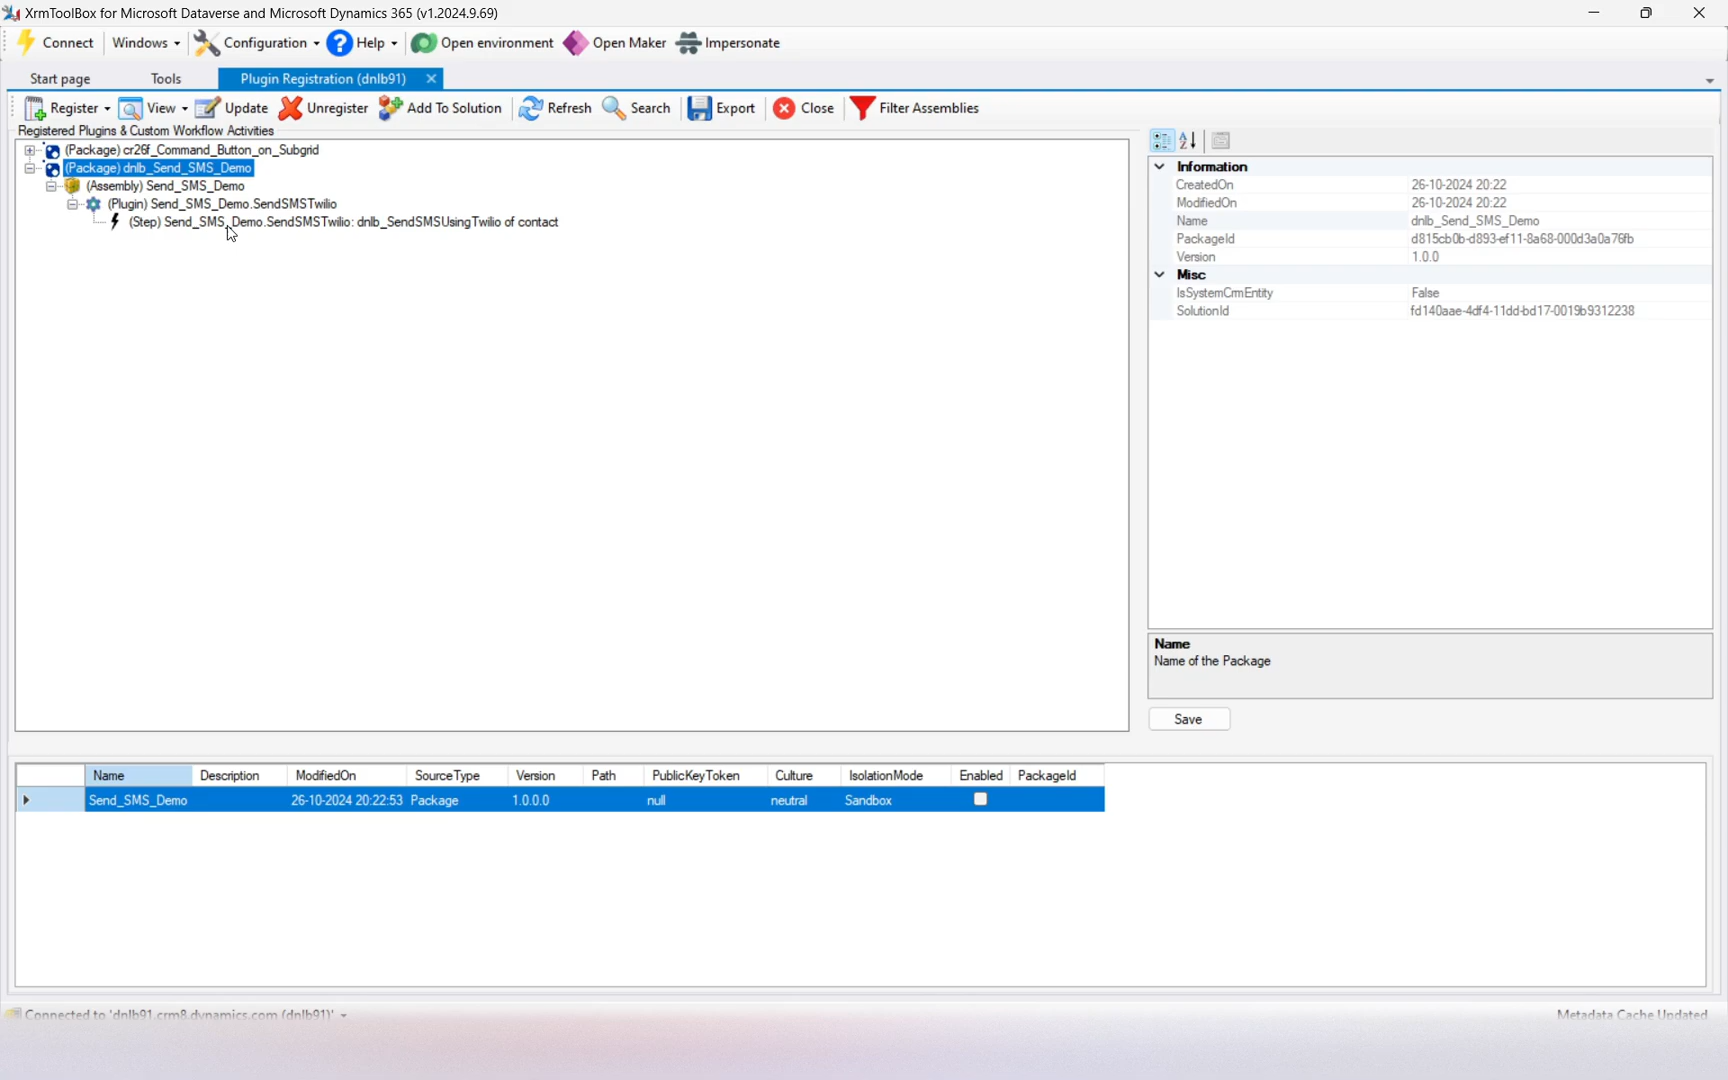 XrmToolBox for Microsoft Dataverse and Microsoft Dynamics 365 (v1.2024.9.69)
Connect Windows Configuration Help Open environment Open Maker Impersonate
Start page Tools Plugin Registration (dnlb91)
Register View Update Unregister Add To Solution Refresh Search Export Close Filter Assemblies
Registered Plugins & Custom Workflow Activities
(Package) cr26f_Command_Button_on_Subgrid
(Package) dnlb_Send_SMS_Demo
(Assembly) Send_SMS_Demo
(Plugin) Send_SMS_Demo.SendSMSTwilio
(Step) Send_SMS_Demo.SendSMSTwilio: dnlb_SendSMSUsingTwilio of contact
Information
CreatedOn 26-10-2024 20:22
ModifiedOn 26-10-2024 20:22
Name dnlb_Send_SMS_Demo
PackageId d815cb0b-d893-ef11-8a68-000d3a0a76fb
Version 1.0.0
Misc
IsSystemCrmEntity False
SolutionId fd140aae-4df4-11dd-bd17-0019b9312238
Name
Name of the Package
Save
Name Description ModifiedOn SourceType Version Path PublicKeyToken Culture IsolationMode Enabled PackageId
Send_SMS_Demo 26-10-2024 20:22:53 Package 1.0.0.0 null neutral Sandbox
Connected to 'dnlb91.crm8.dynamics.com (dnlb91)'
Metadata Cache Updated